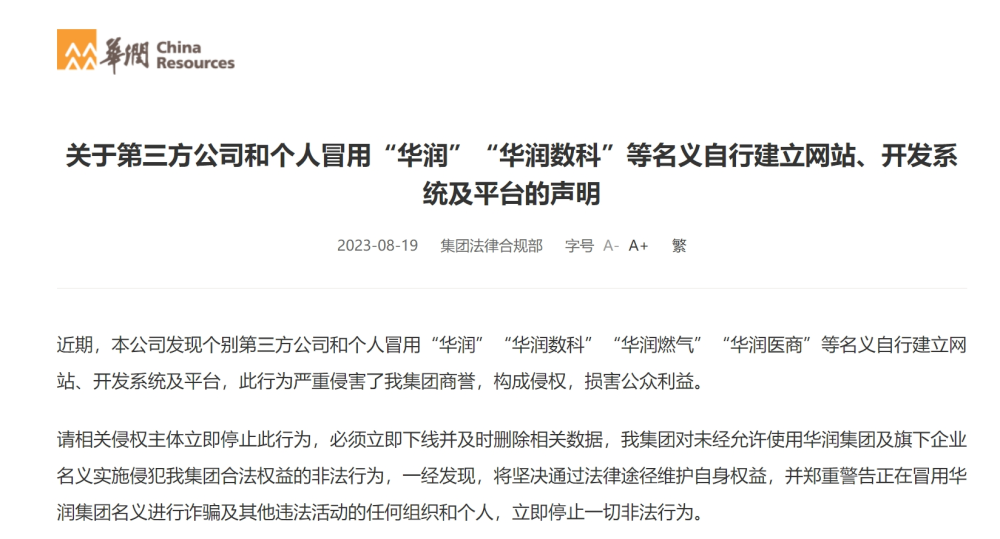 華潤 China
Resources
关于第三方公司和个人冒用“华润”“华润数科”等名义自行建立网站、开发系
统及平台的声明
2023-08-19 集团法律合规部 字号 A- A+ 繁
近期，本公司发现个别第三方公司和个人冒用“华润”“华润数科”“华润燃气”“华润医商”等名义自行建立网
站、开发系统及平台，此行为严重侵害了我集团商誉，构成侵权，损害公众利益。
请相关侵权主体立即停止此行为，必须立即下线并及时删除相关数据，我集团对未经允许使用华润集团及旗下企业
名义实施侵犯我集团合法权益的非法行为，一经发现，将坚决通过法律途径维护自身权益，并郑重警告正在冒用华
润集团名义进行诈骗及其他违法活动的任何组织和个人，立即停止一切非法行为。